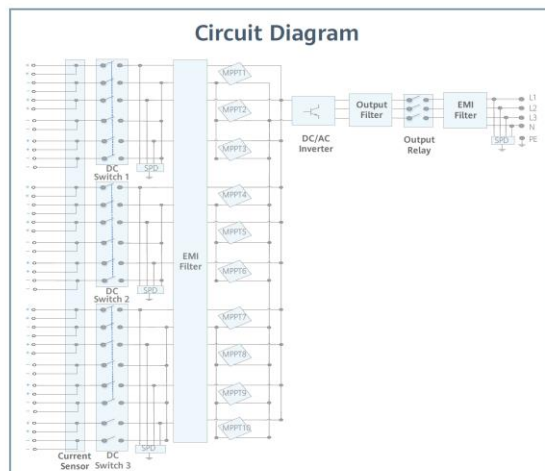 Circuit Diagram
MPPT1
MPPT2
MPPT3
SPD
DC
Switch 1
MPPT4
MPPT5
MPPT6
EMI
Filter
SPD
DC
Switch 2
MPPT7
MPPT8
MPPT9
MPPT10
SPD
Current
Sensor
DC
Switch 3
DC/AC
Inverter
Output
Filter
Output
Relay
EMI
Filter
L1
L2
L3
N
PE
SPD